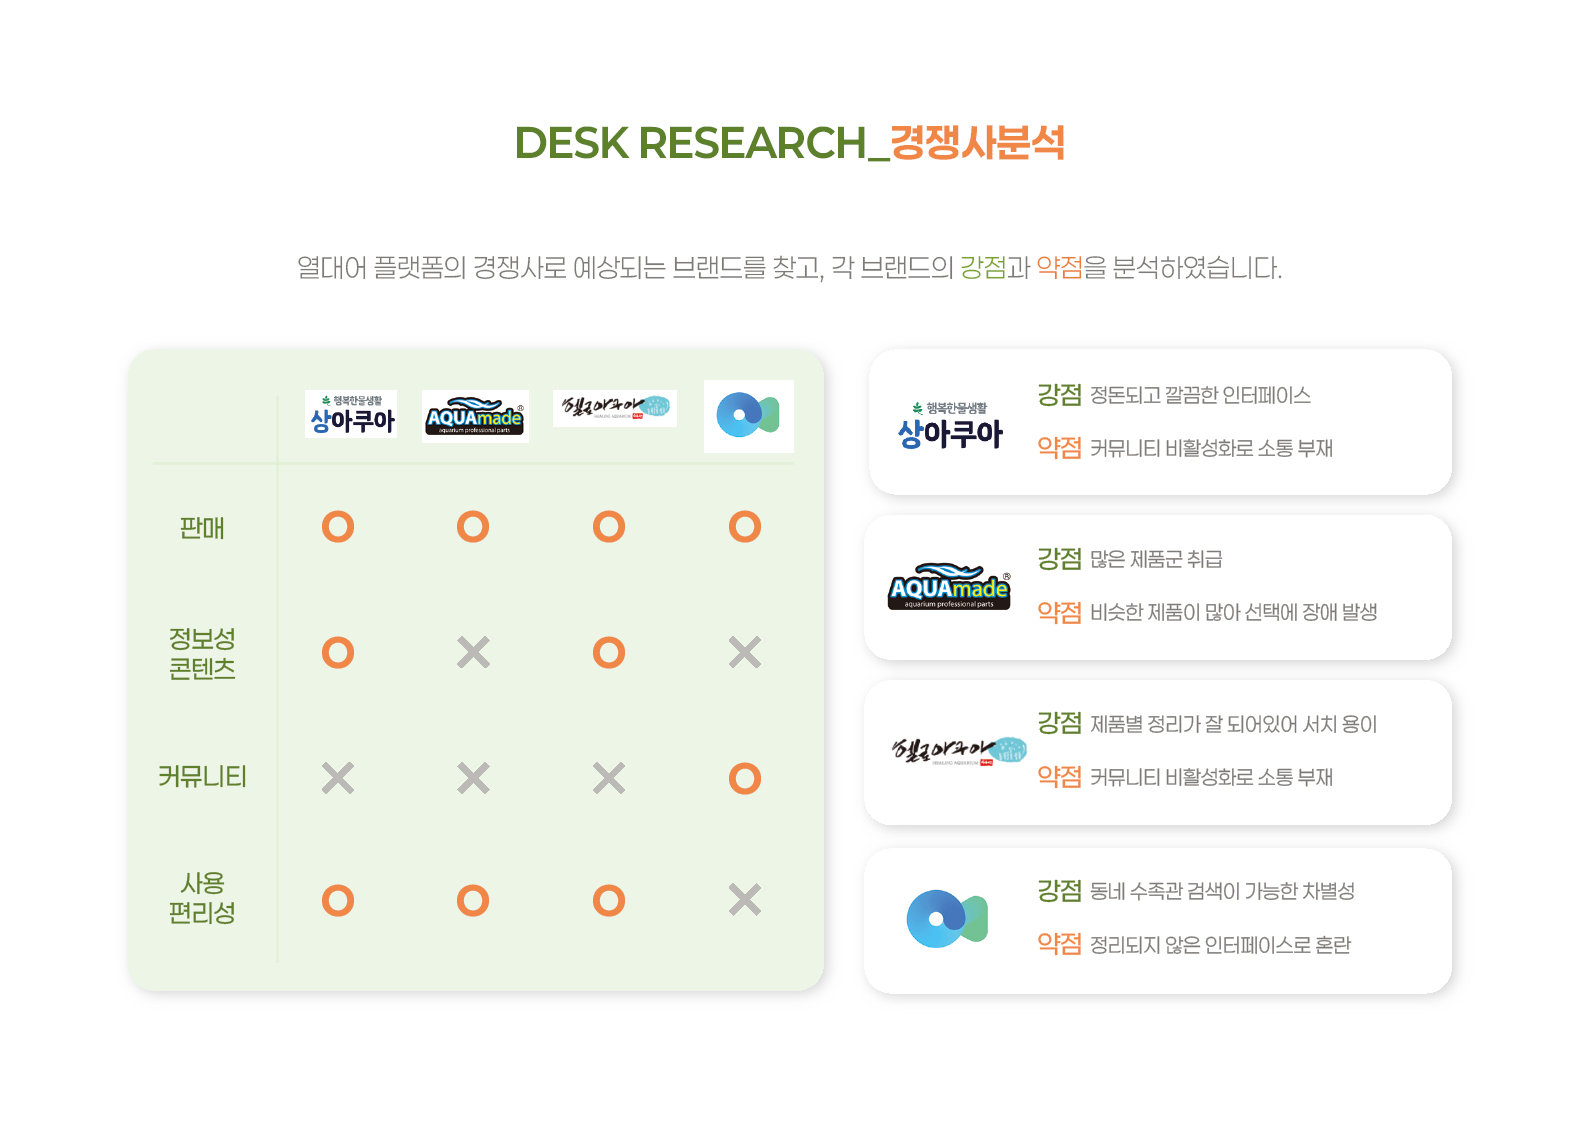 DESK RESEARCH_경쟁사분석
열대어 플랫폼의 경쟁사로 예상되는 브랜드를 찾고, 각 브랜드의 강점과 약점을 분석하였습니다.
행복한물생활
상아쿠아
AQUAmade®
aquarium professional parts
헬로아쿠아
HEALING AQUARIUM
판매
정보성
콘텐츠
커뮤니티
사용
편리성
행복한물생활
상아쿠아
강점 정돈되고 깔끔한 인터페이스
약점 커뮤니티 비활성화로 소통 부재
AQUAmade®
aquarium professional parts
강점 많은 제품군 취급
약점 비슷한 제품이 많아 선택에 장애 발생
헬로아쿠아
HEALING AQUARIUM
강점 제품별 정리가 잘 되어있어 서치 용이
약점 커뮤니티 비활성화로 소통 부재
강점 동네 수족관 검색이 가능한 차별성
약점 정리되지 않은 인터페이스로 혼란